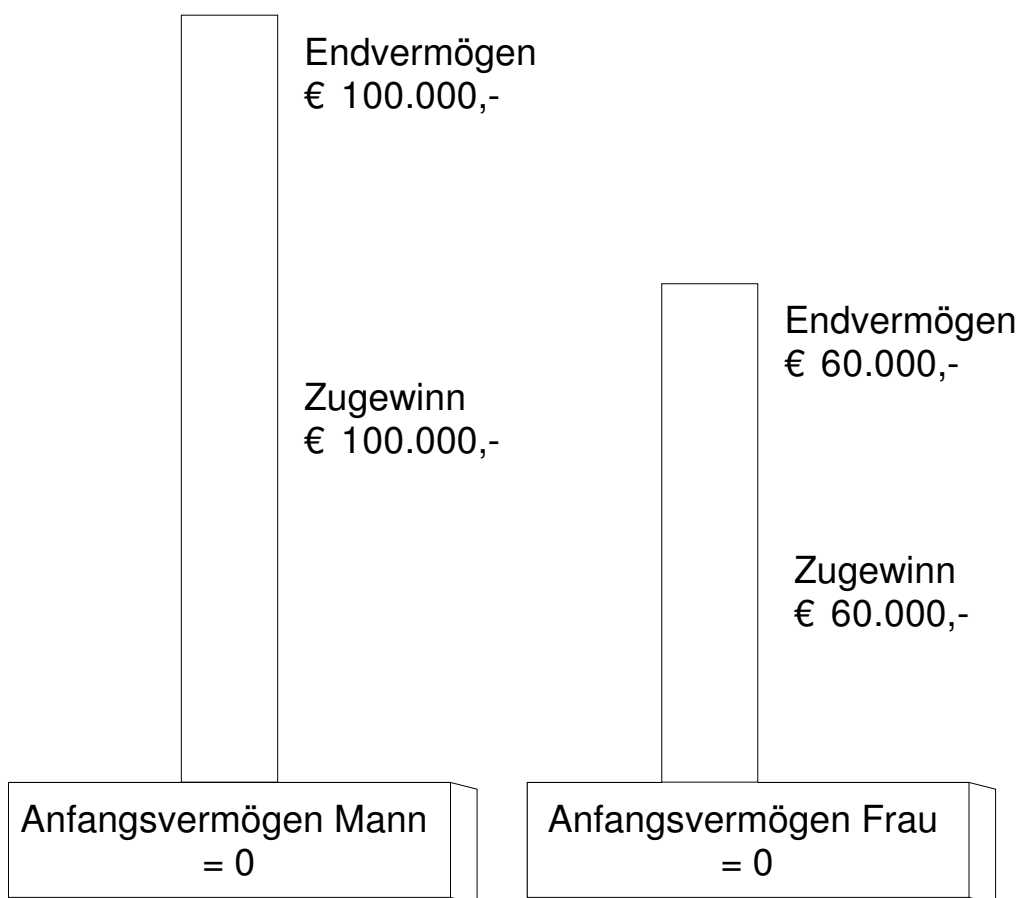 Endvermögen
€ 100.000,-
Zugewinn
€ 100.000,-
Anfangsvermögen Mann
= 0
Endvermögen
€ 60.000,-
Zugewinn
€ 60.000,-
Anfangsvermögen Frau
= 0